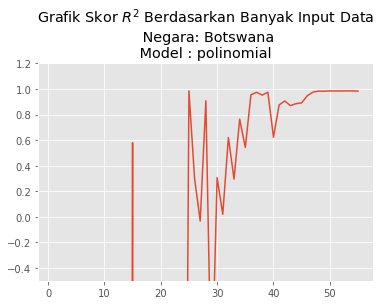 Grafik Skor R² Berdasarkan Banyak Input Data
Negara: Botswana
Model : polinomial
1.2
1.0
0.8
0.6
0.4
0.2
0.0
−0.2
−0.4
0 10 20 30 40 50